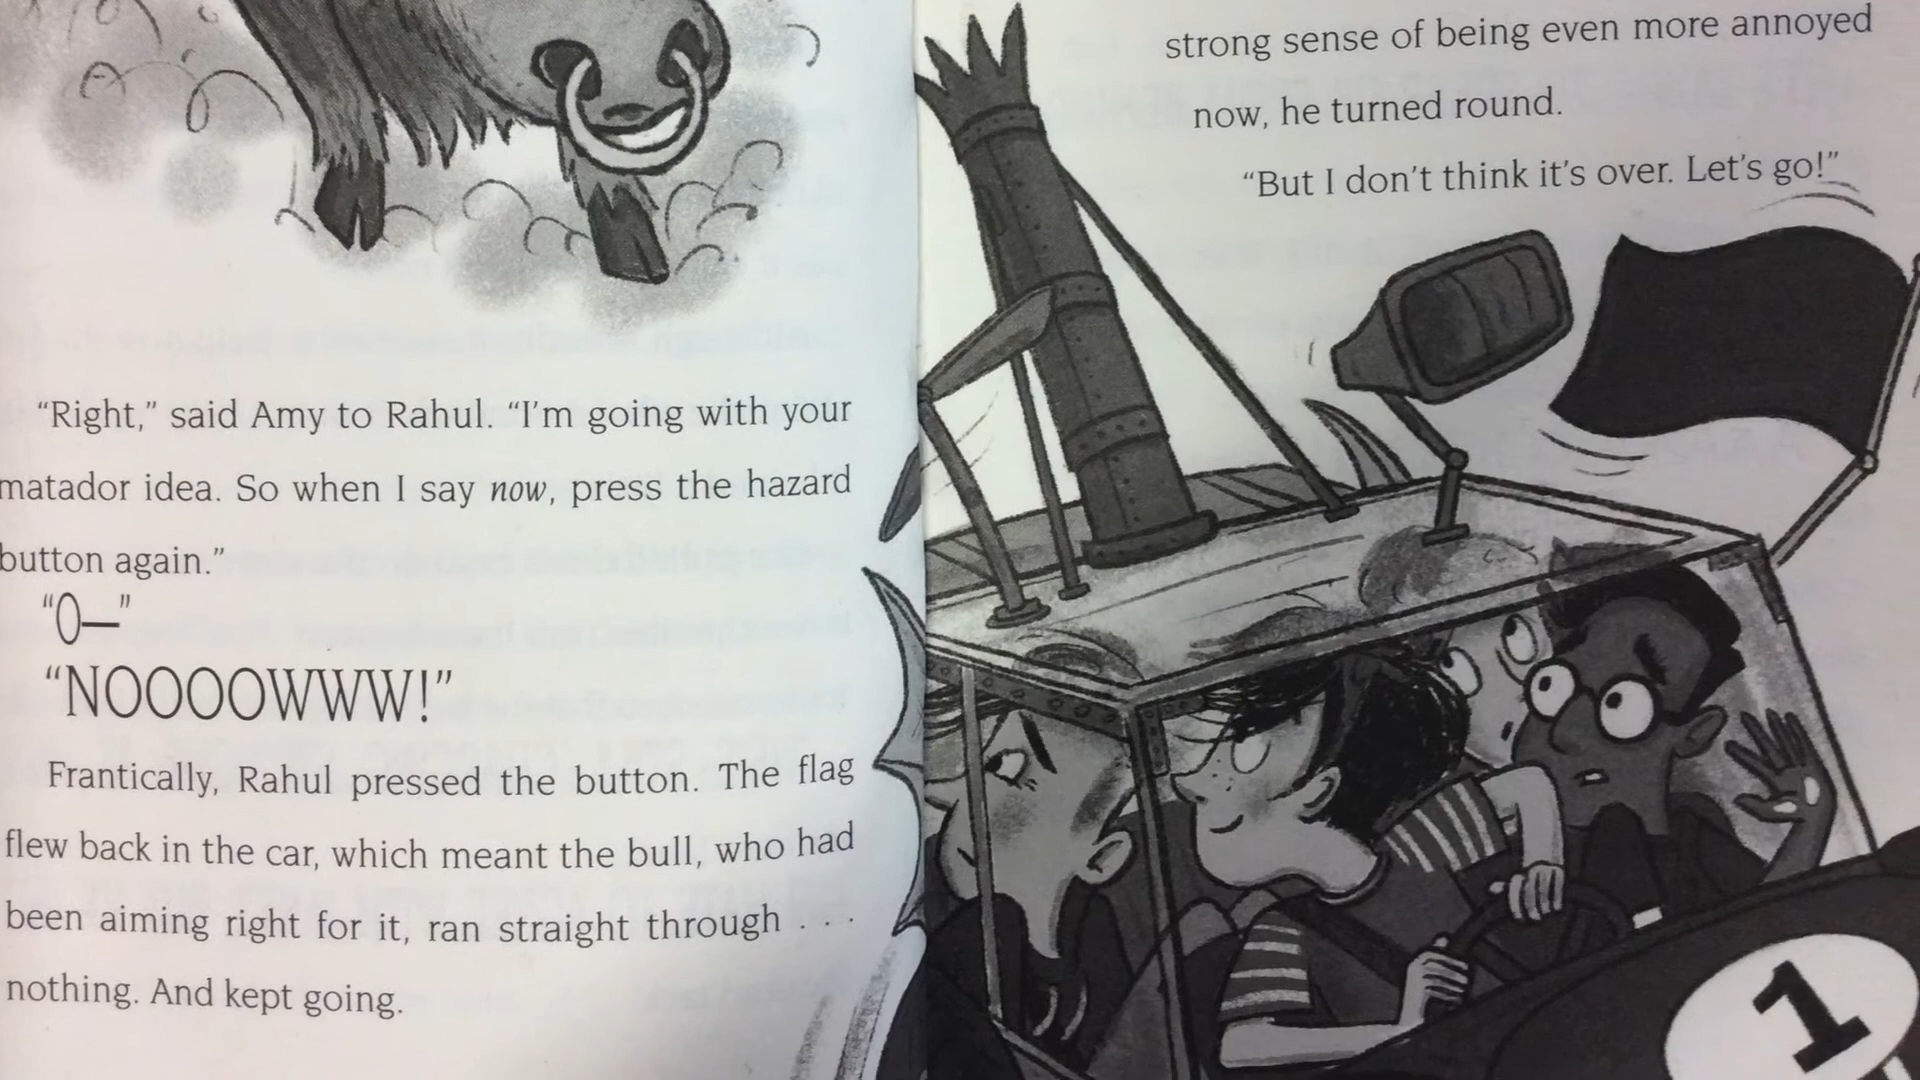 “Right,” said Amy to Rahul. “I’m going with your
matador idea. So when I say now, press the hazard
button again.”
“O—”
“NOOOOWWW!”
Frantically, Rahul pressed the button. The flag
flew back in the car, which meant the bull, who had
been aiming right for it, ran straight through . . .
nothing. And kept going.
strong sense of being even more annoyed
now, he turned round.
“But I don’t think it’s over. Let’s go!”
1